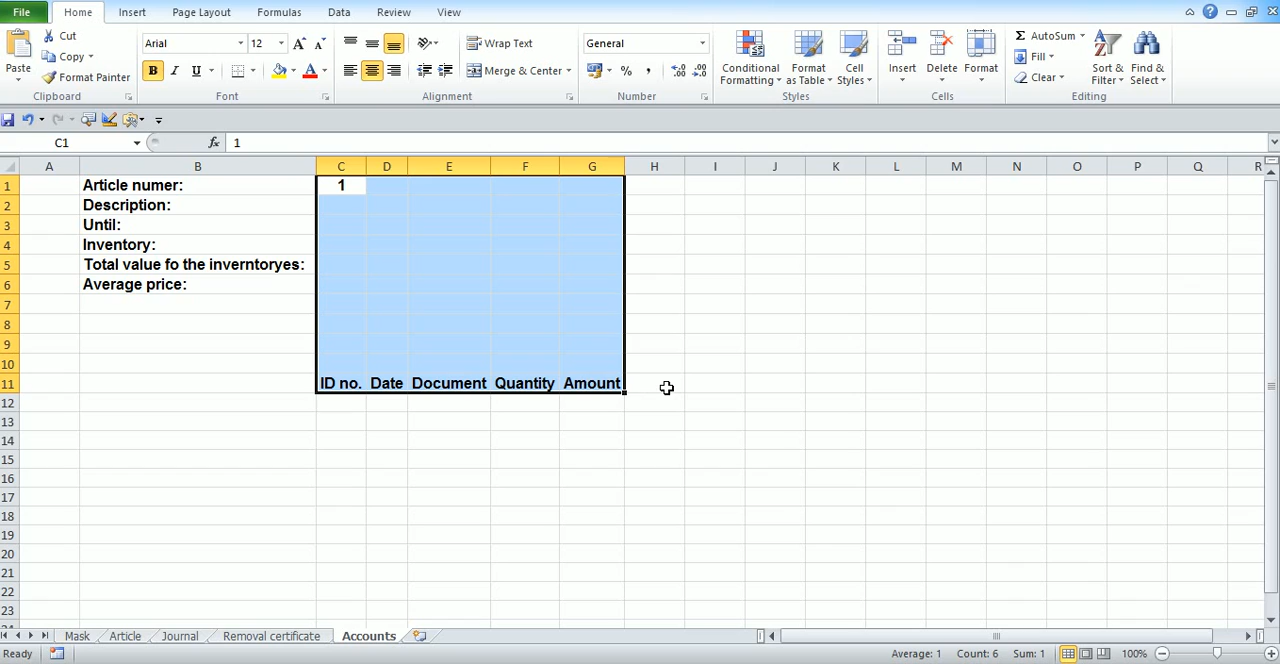 File Home Insert Page Layout Formulas Data Review View
Cut
Copy
Format Painter
Paste
Clipboard
Arial 12 A A
B I U A
Font
Wrap Text
Merge & Center
Alignment
General
% ,
Number
Conditional Formatting
Format as Table
Cell Styles
Styles
Insert Delete Format
Cells
Σ AutoSum
Fill
Clear
Sort & Filter
Find & Select
Editing
C1 fx 1
A B C D E F G H I J K L M N O P Q R
1 Article numer: 1
2 Description:
3 Until:
4 Inventory:
5 Total value fo the inverntoryes:
6 Average price:
7
8
9
10
11 ID no. Date Document Quantity Amount
12
13
14
15
16
17
18
19
20
21
22
23
Mask Article Journal Removal certificate Accounts
Ready Average: 1 Count: 6 Sum: 1 100%